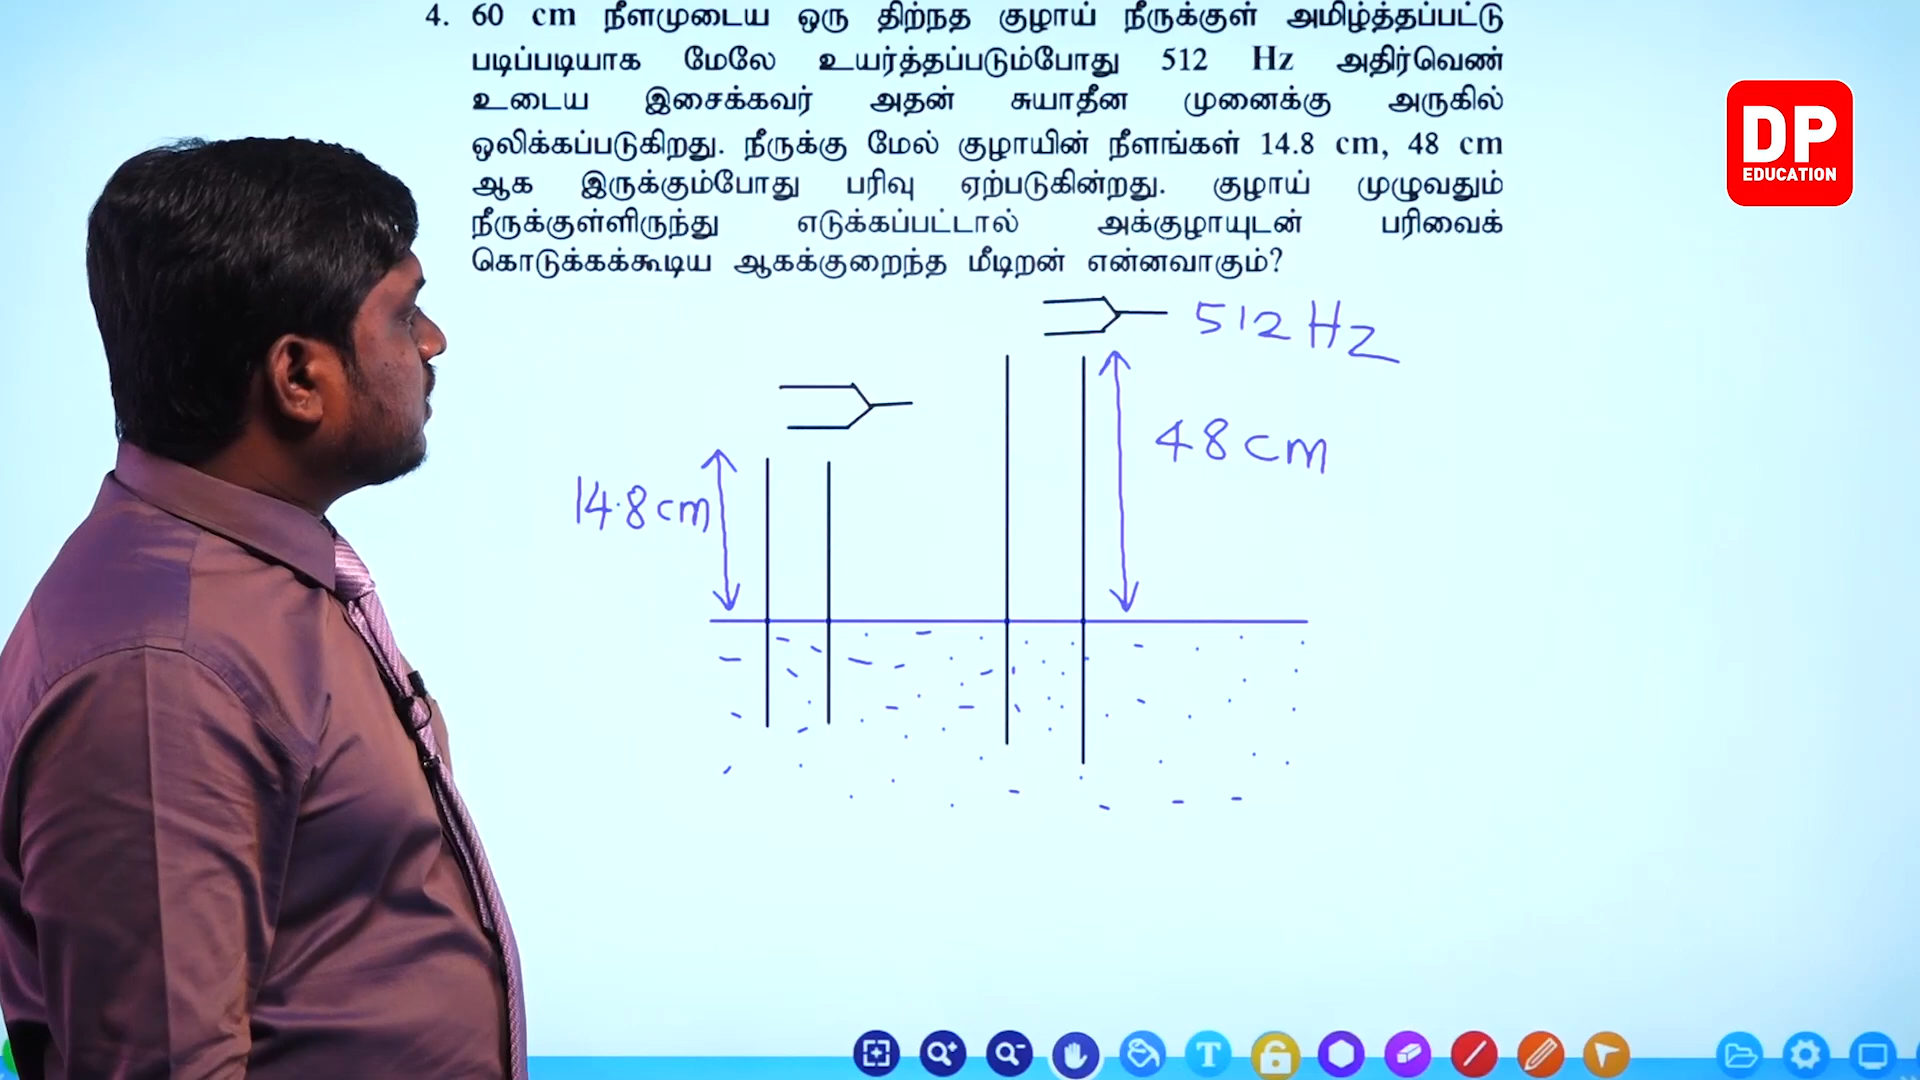 4. 60 cm நீளமுடைய ஒரு திற்நத குழாய் நீருக்குள் அமிழ்த்தப்பட்டு
படிப்படியாக மேலே உயர்த்தப்படும்போது 512 Hz அதிர்வெண்
உடைய இசைக்கவர் அதன் சுயாதீன முனைக்கு அருகில்
ஒலிக்கப்படுகிறது. நீருக்கு மேல் குழாயின் நீளங்கள் 14.8 cm, 48 cm
ஆக இருக்கும்போது பரிவு ஏற்படுகின்றது. குழாய் முழுவதும்
நீருக்குள்ளிருந்து எடுக்கப்பட்டால் அக்குழாயுடன் பரிவைக்
கொடுக்கக்கூடிய ஆகக்குறைந்த மீடிறன் என்னவாகும்?
DP
EDUCATION
512 Hz
48 cm
14.8 cm
T